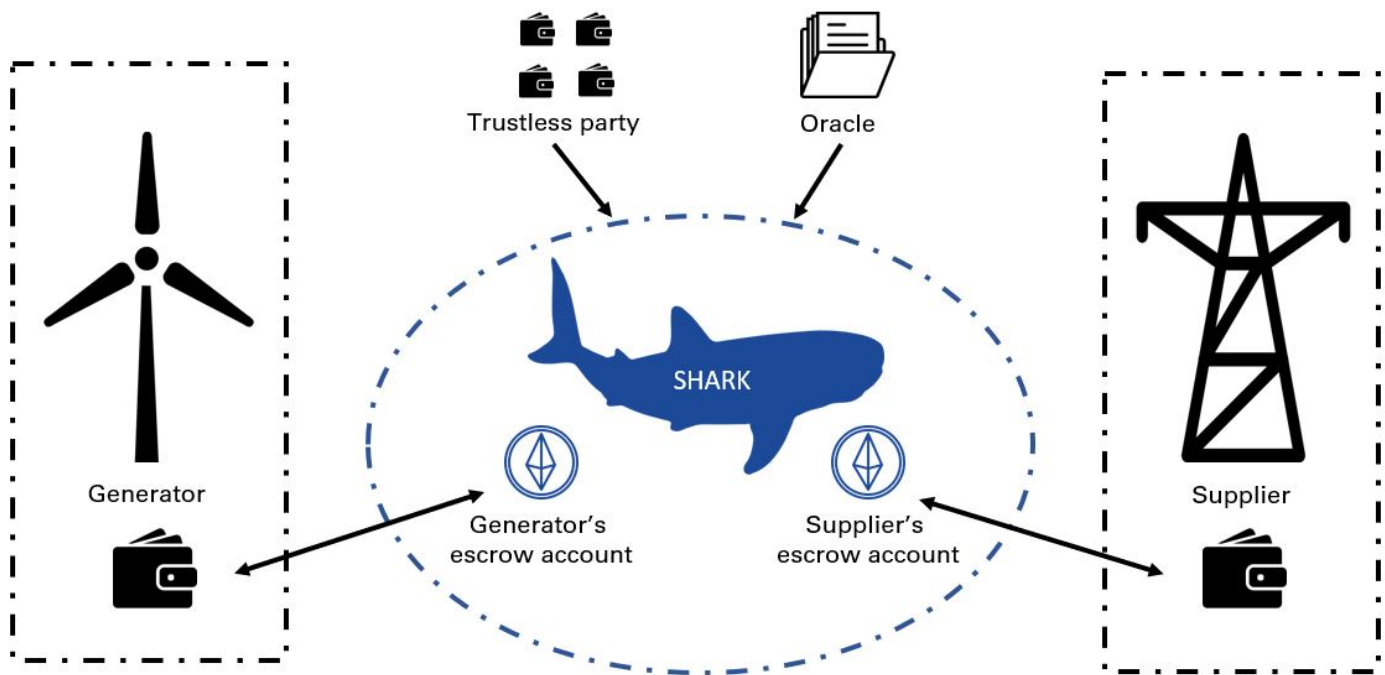 Trustless party
Oracle
SHARK
Generator
Generator’s
escrow account
Supplier’s
escrow account
Supplier